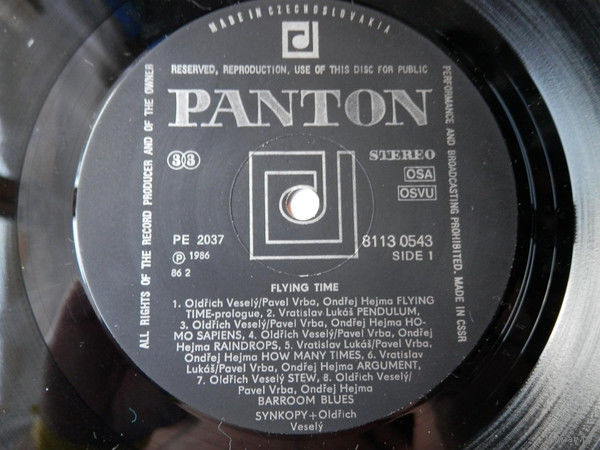 MADE IN CZECHOSLOVAKIA
RESERVED, REPRODUCTION, USE OF THIS DISC FOR PUBLIC
ALL RIGHTS OF THE RECORD PRODUCER AND OF THE OWNER
PERFORMANCE AND BROADCASTING PROHIBITED, MADE IN CSSR
PANTON
33 STEREO
OSA
OSVU
PE 2037 8113 0543
Ⓟ 1986 SIDE 1
86 2
FLYING TIME
1. Oldřich Veselý/Pavel Vrba, Ondřej Hejma FLYING
TIME-prologue, 2. Vratislav Lukáš PENDULUM,
3. Oldřich Veselý/Pavel Vrba, Ondřej Hejma HO-
MO SAPIENS, 4. Oldřich Veselý/Pavel Vrba, Ondřej
Hejma RAINDROPS, 5. Vratislav Lukáš/Pavel Vrba,
Ondřej Hejma HOW MANY TIMES, 6. Vratislav
Lukáš/Pavel Vrba, Ondřej Hejma ARGUMENT,
7. Oldřich Veselý STEW, 8. Oldřich Veselý/
Pavel Vrba, Ondřej Hejma
BARROOM BLUES
SYNKOPY+Oldřich
Veselý